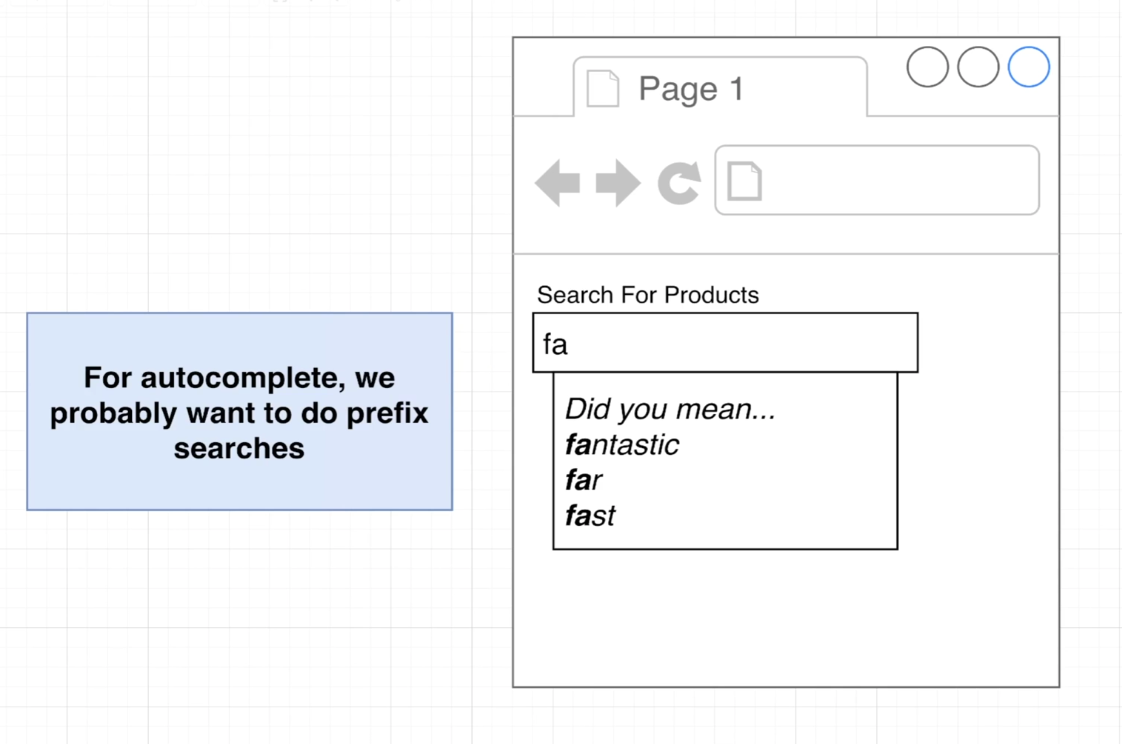 Page 1
Search For Products
fa
For autocomplete, we
probably want to do prefix
searches
Did you mean...
fantastic
far
fast